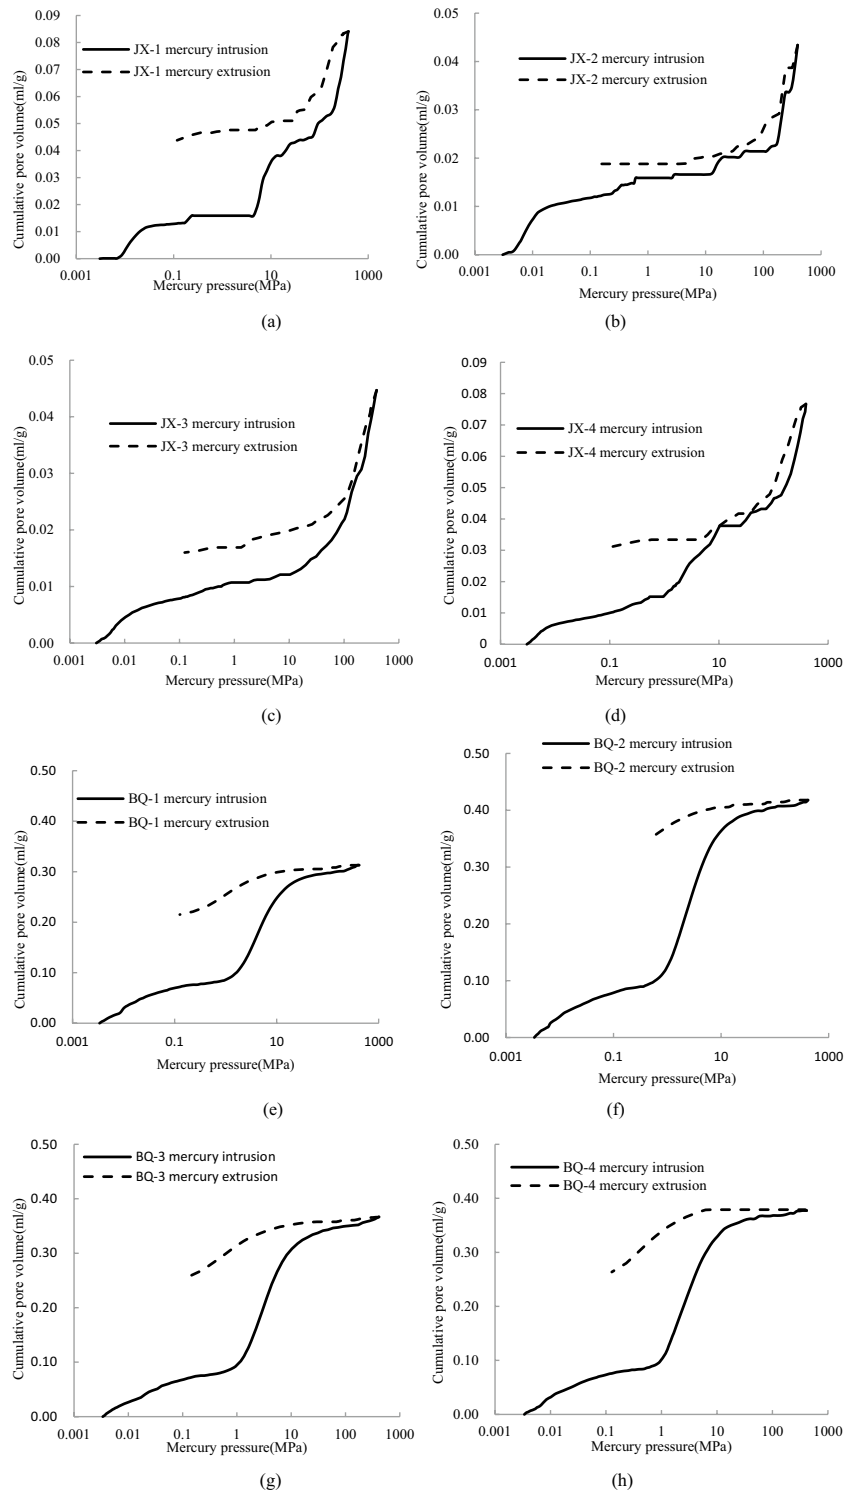 0.09
0.08
0.07
0.06
0.05
0.04
0.03
0.02
0.01
0.00
Cumulative pore volume(ml/g)
JX-1 mercury intrusion
JX-1 mercury extrusion
0.001 0.1 10 1000
Mercury pressure(MPa)
(a)
0.05
0.04
0.03
0.02
0.01
0.00
Cumulative pore volume(ml/g)
JX-2 mercury intrusion
JX-2 mercury extrusion
0.001 0.01 0.1 1 10 100 1000
Mercury pressure(MPa)
(b)
0.05
0.04
0.03
0.02
0.01
0.00
Cumulative pore volume(ml/g)
JX-3 mercury intrusion
JX-3 mercury extrusion
0.001 0.01 0.1 1 10 100 1000
Mercury pressure(MPa)
(c)
0.09
0.08
0.07
0.06
0.05
0.04
0.03
0.02
0.01
0
Cumulative pore volume(ml/g)
JX-4 mercury intrusion
JX-4 mercury extrusion
0.001 0.1 10 1000
Mercury pressure(MPa)
(d)
0.50
0.40
0.30
0.20
0.10
0.00
Cumulative pore volume(ml/g)
BQ-1 mercury intrusion
BQ-1 mercury extrusion
0.001 0.1 10 1000
Mercury pressure(MPa)
(e)
0.50
0.40
0.30
0.20
0.10
0.00
Cumulative pore volume(ml/g)
BQ-2 mercury intrusion
BQ-2 mercury extrusion
0.001 0.1 10 1000
Mercury pressure(MPa)
(f)
0.50
0.40
0.30
0.20
0.10
0.00
Cumulative pore volume(ml/g)
BQ-3 mercury intrusion
BQ-3 mercury extrusion
0.001 0.01 0.1 1 10 100 1000
Mercury pressure(MPa)
(g)
0.50
0.40
0.30
0.20
0.10
0.00
Cumulative pore volume(ml/g)
BQ-4 mercury intrusion
BQ-4 mercury extrusion
0.001 0.01 0.1 1 10 100 1000
Mercury pressure(MPa)
(h)